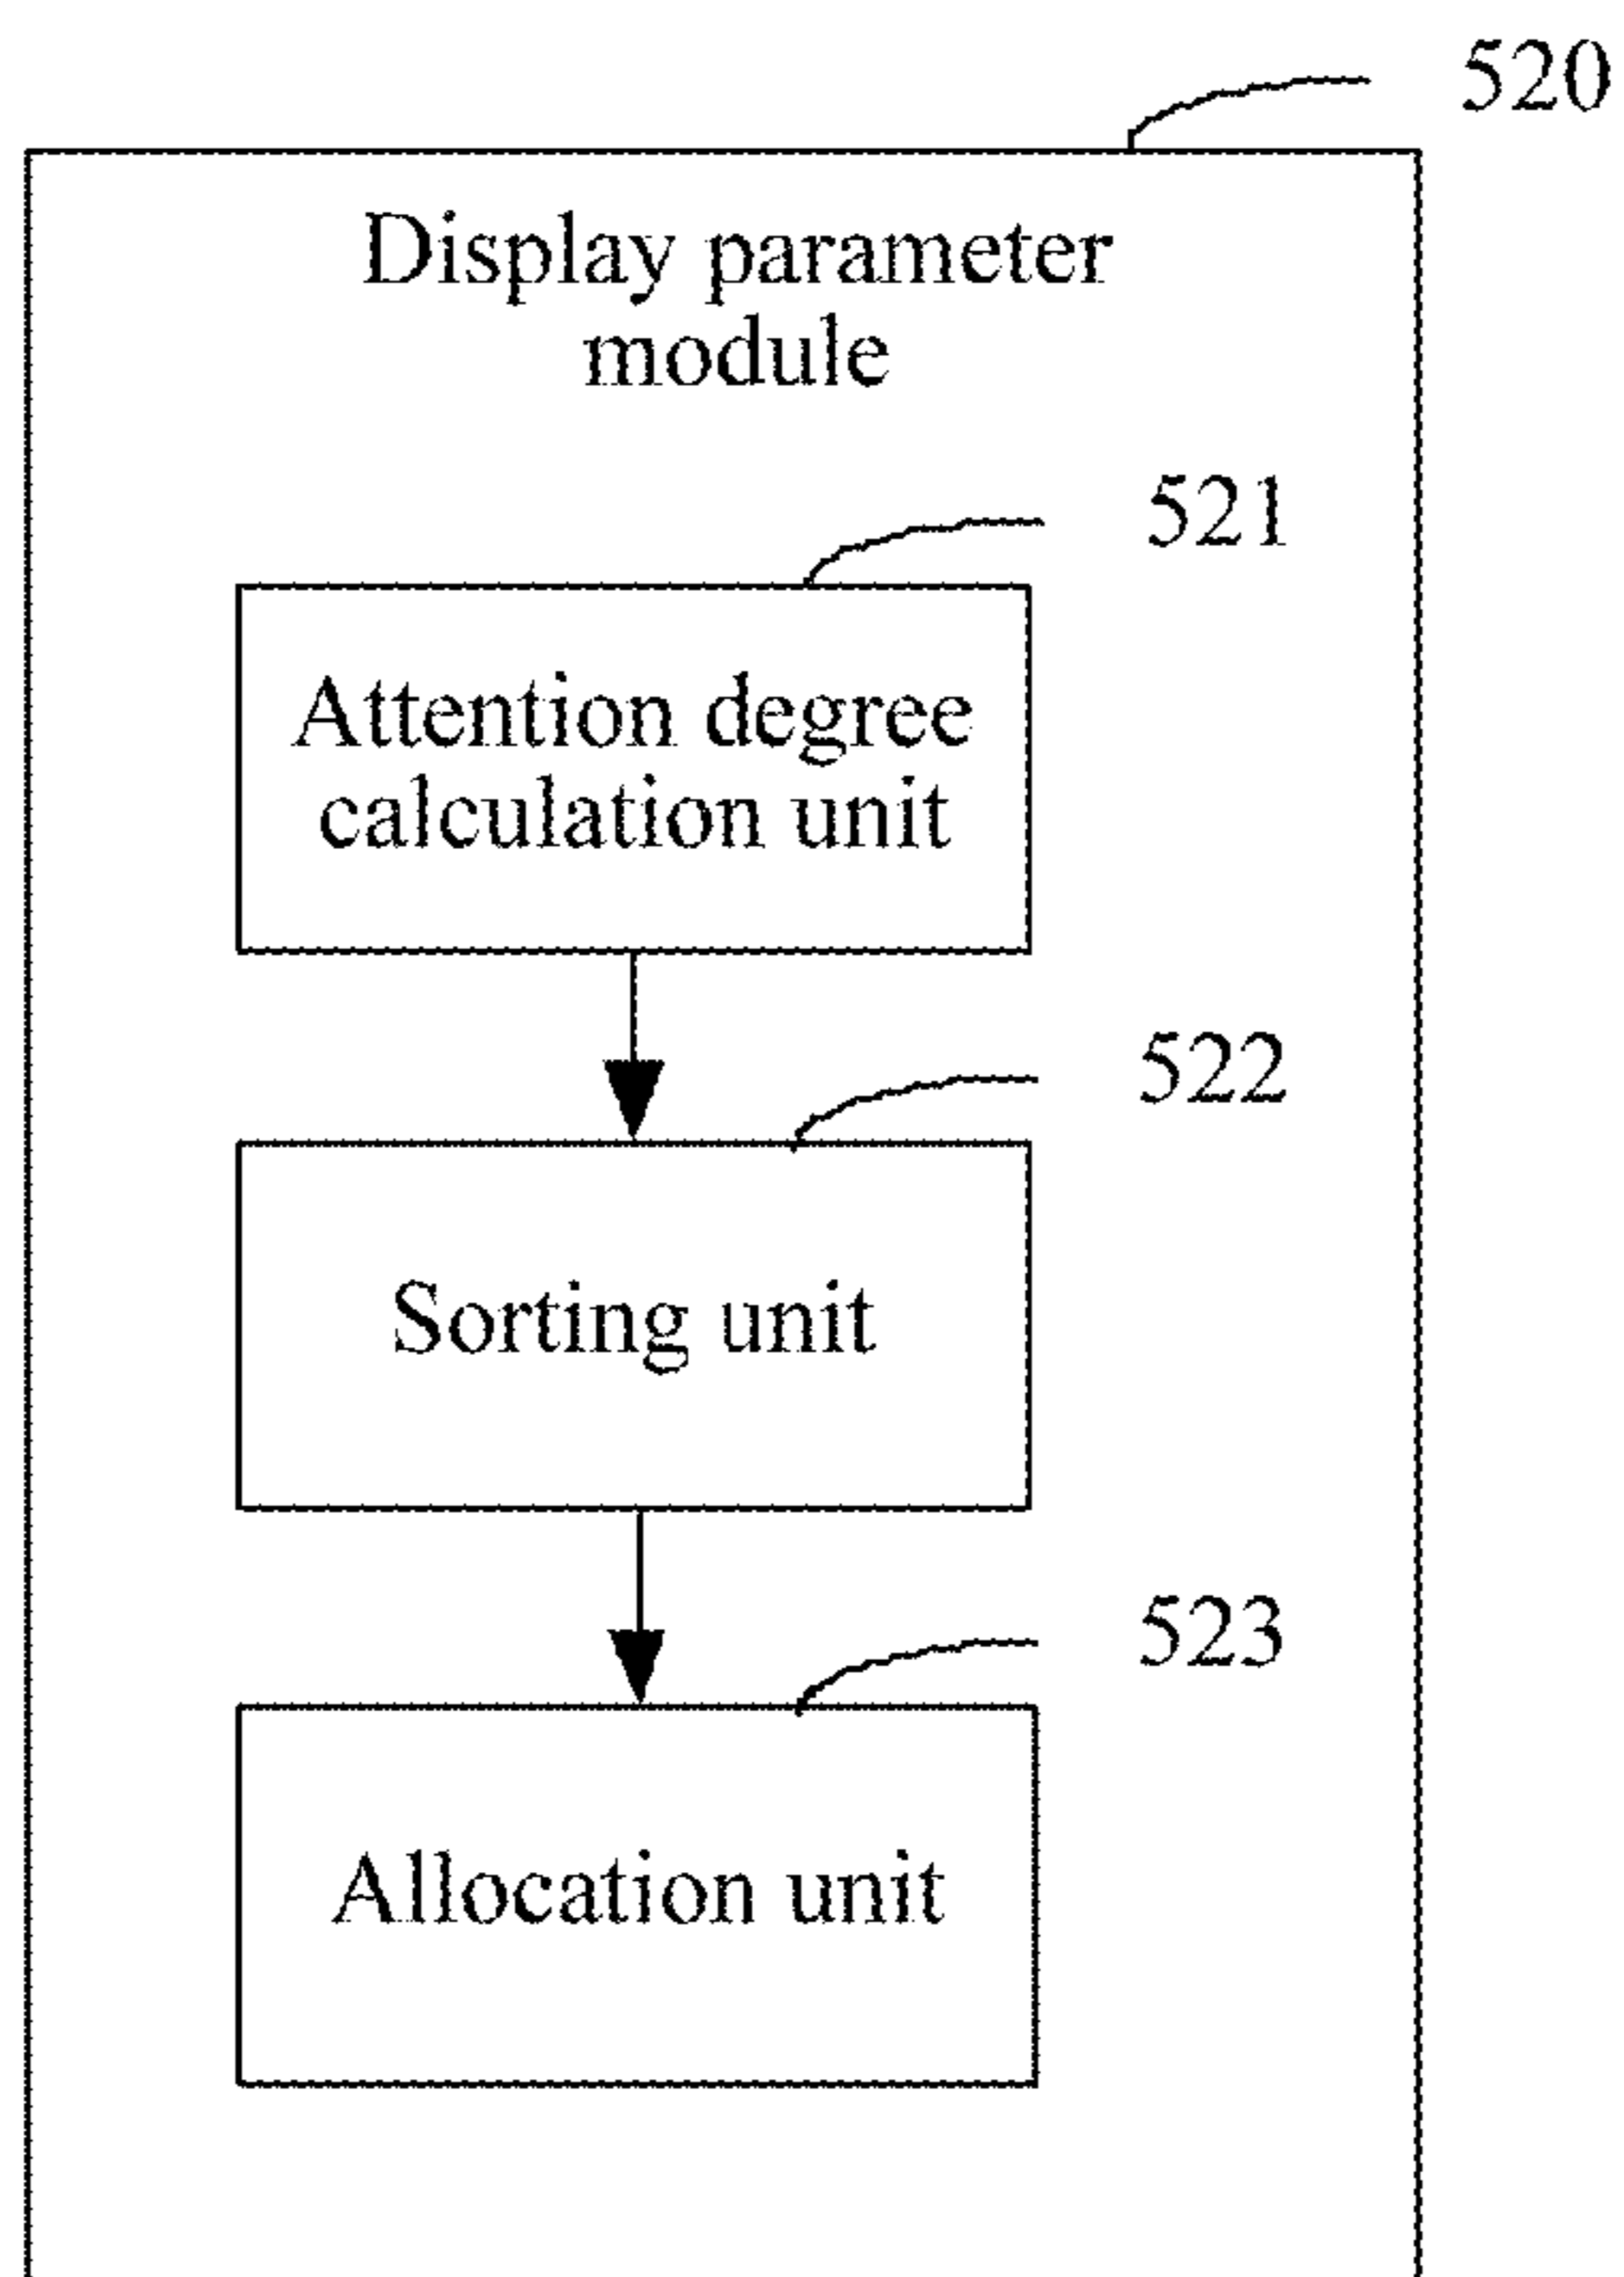 520
Display parameter
module
521
Attention degree
calculation unit
522
Sorting unit
523
Allocation unit